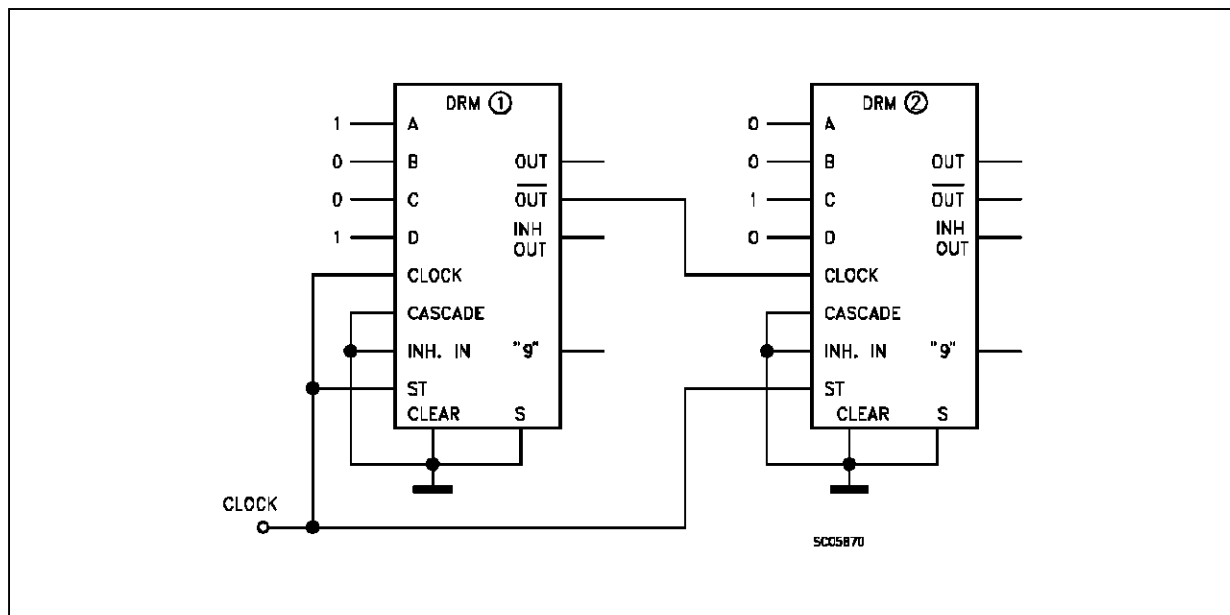 DRM ①
1 A
0 B OUT
0 C OUT
1 D INH OUT
CLOCK
CASCADE
INH. IN "9"
ST
CLEAR S
DRM ②
0 A
0 B OUT
1 C OUT
0 D INH OUT
CLOCK
CASCADE
INH. IN "9"
ST
CLEAR S
CLOCK
SC05870